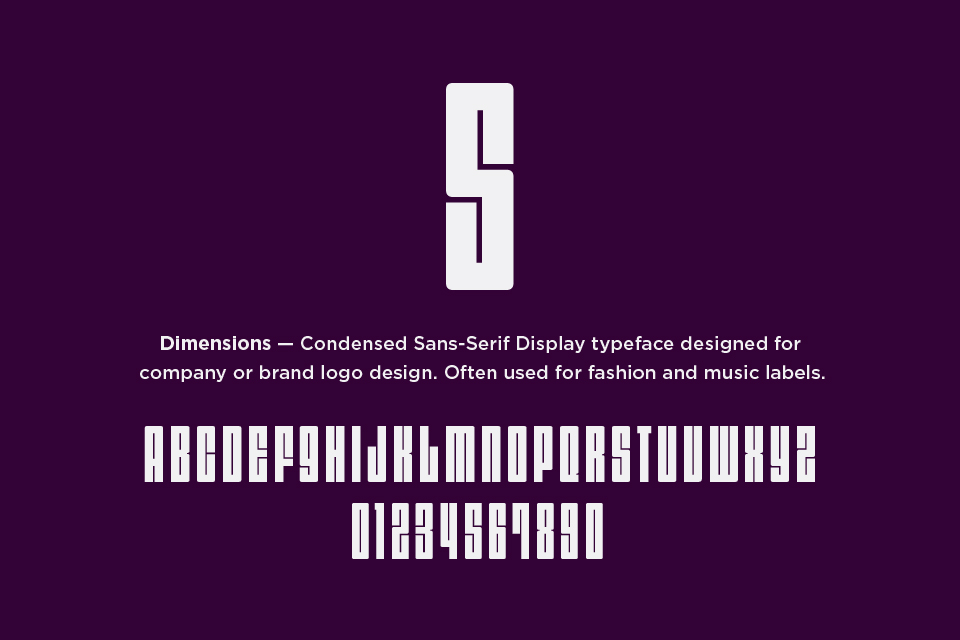 S
Dimensions — Condensed Sans-Serif Display typeface designed for
company or brand logo design. Often used for fashion and music labels.
ABCDEFGHIJKLMNOPQRSTUVWXYZ
01234567890